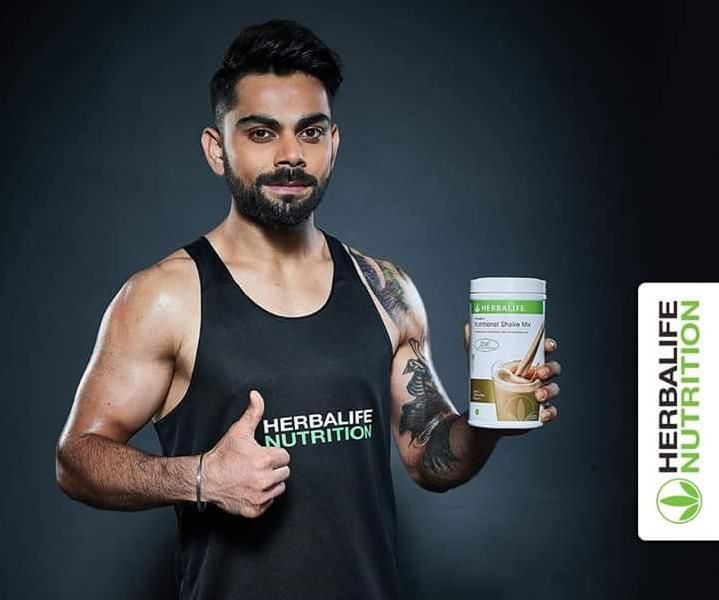 HERBALIFE
NUTRITION
HERBALIFE
Nutritional Shake Mix
HERBALIFE
NUTRITION